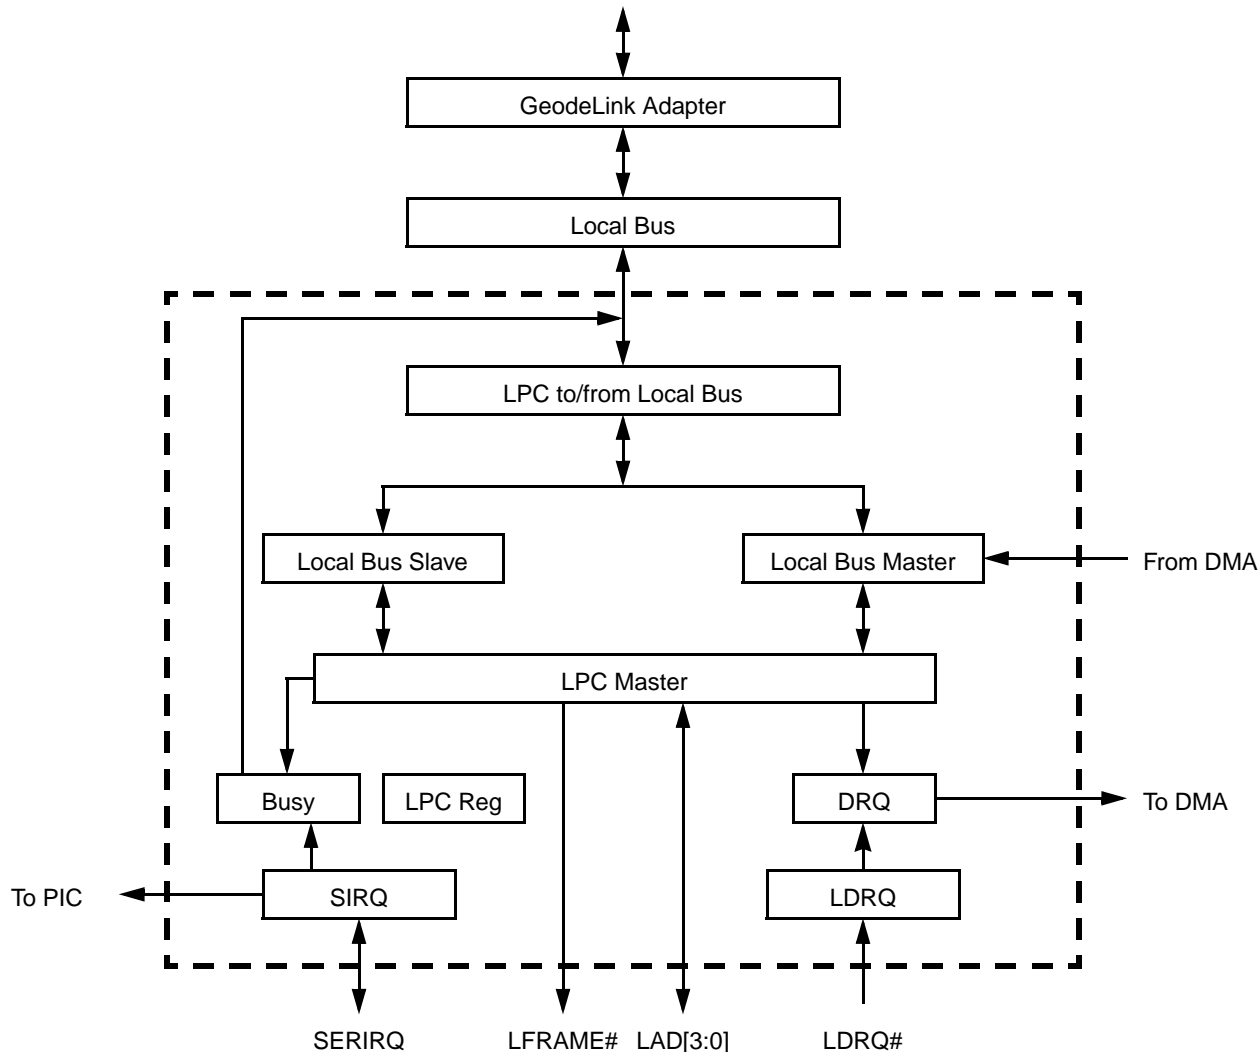 GeodeLink Adapter
Local Bus
LPC to/from Local Bus
Local Bus Slave
Local Bus Master
From DMA
LPC Master
Busy
LPC Reg
DRQ
To DMA
To PIC
SIRQ
LDRQ
SERIRQ
LFRAME#
LAD[3:0]
LDRQ#